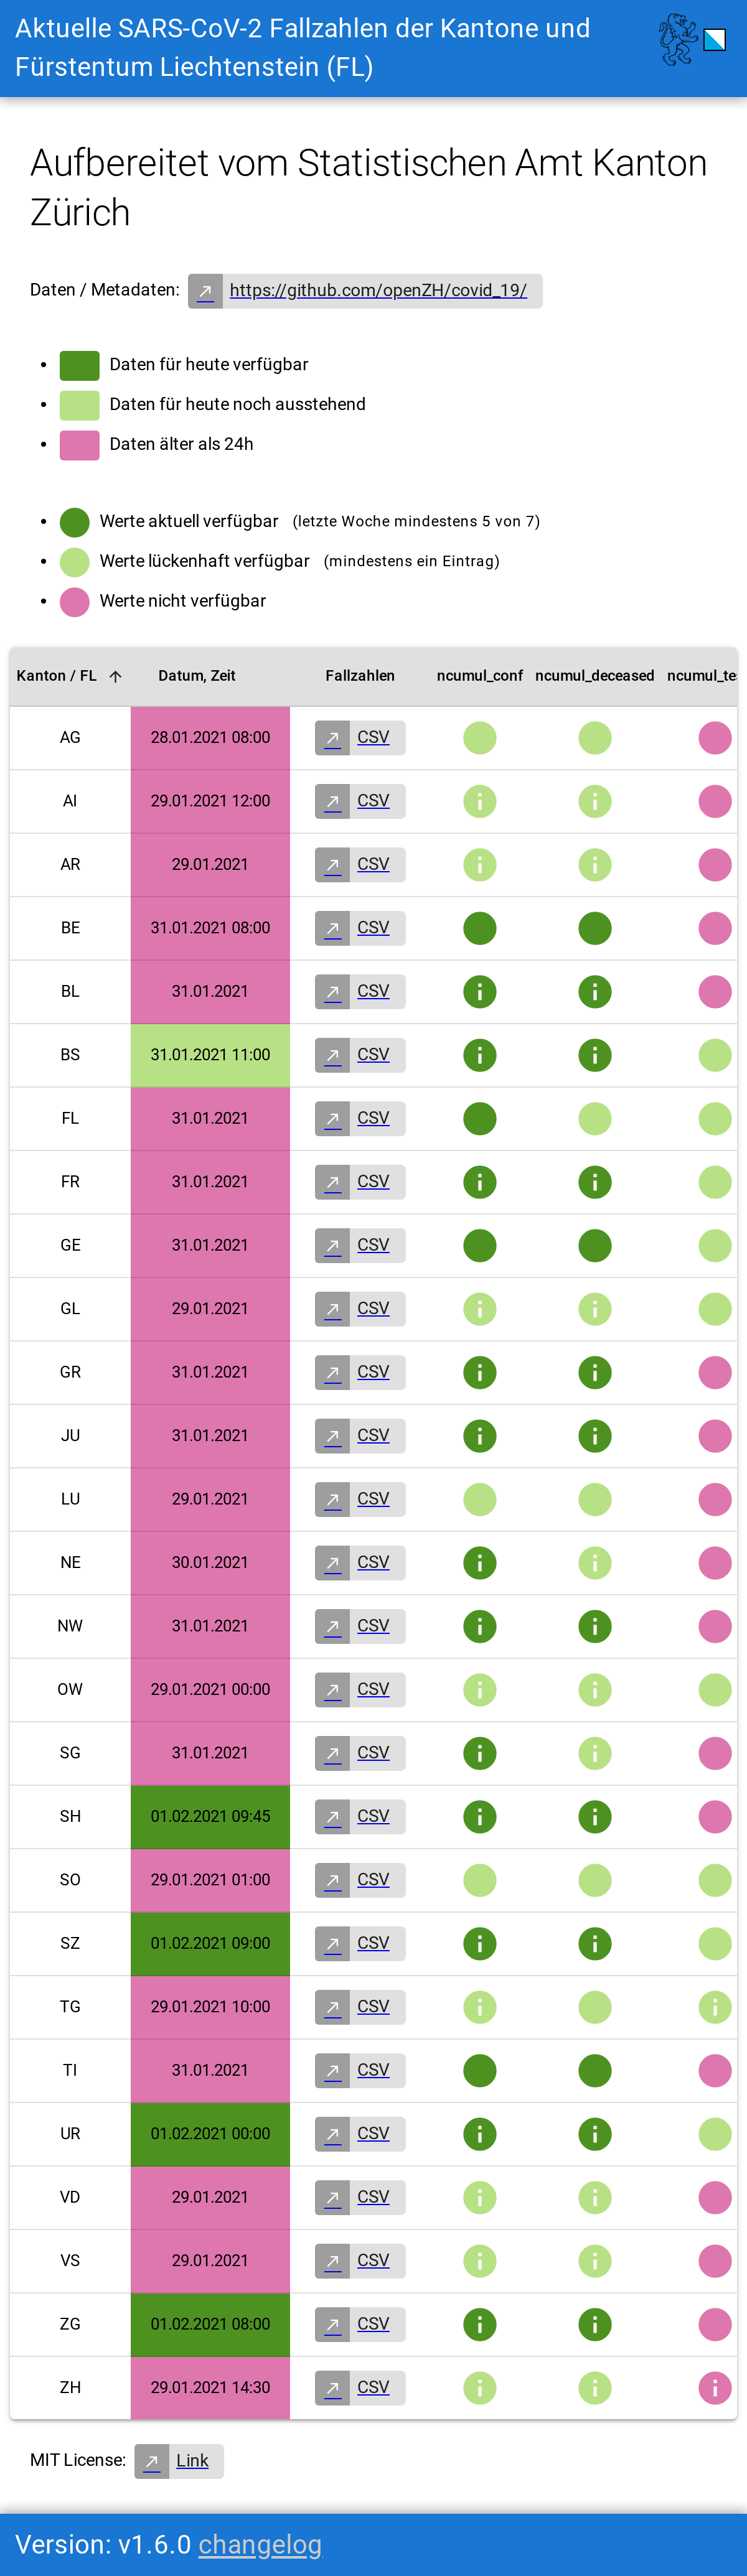 Aktuelle SARS-CoV-2 Fallzahlen der Kantone und
Fürstentum Liechtenstein (FL)
Aufbereitet vom Statistischen Amt Kanton
Zürich
Daten / Metadaten: https://github.com/openZH/covid_19/
Daten für heute verfügbar
Daten für heute noch ausstehend
Daten älter als 24h
Werte aktuell verfügbar (letzte Woche mindestens 5 von 7)
Werte lückenhaft verfügbar (mindestens ein Eintrag)
Werte nicht verfügbar
Kanton / FL Datum, Zeit Fallzahlen ncumul_conf ncumul_deceased ncumul_te
AG 28.01.2021 08:00 CSV
AI 29.01.2021 12:00 CSV
AR 29.01.2021 CSV
BE 31.01.2021 08:00 CSV
BL 31.01.2021 CSV
BS 31.01.2021 11:00 CSV
FL 31.01.2021 CSV
FR 31.01.2021 CSV
GE 31.01.2021 CSV
GL 29.01.2021 CSV
GR 31.01.2021 CSV
JU 31.01.2021 CSV
LU 29.01.2021 CSV
NE 30.01.2021 CSV
NW 31.01.2021 CSV
OW 29.01.2021 00:00 CSV
SG 31.01.2021 CSV
SH 01.02.2021 09:45 CSV
SO 29.01.2021 01:00 CSV
SZ 01.02.2021 09:00 CSV
TG 29.01.2021 10:00 CSV
TI 31.01.2021 CSV
UR 01.02.2021 00:00 CSV
VD 29.01.2021 CSV
VS 29.01.2021 CSV
ZG 01.02.2021 08:00 CSV
ZH 29.01.2021 14:30 CSV
MIT License: Link
Version: v1.6.0 changelog